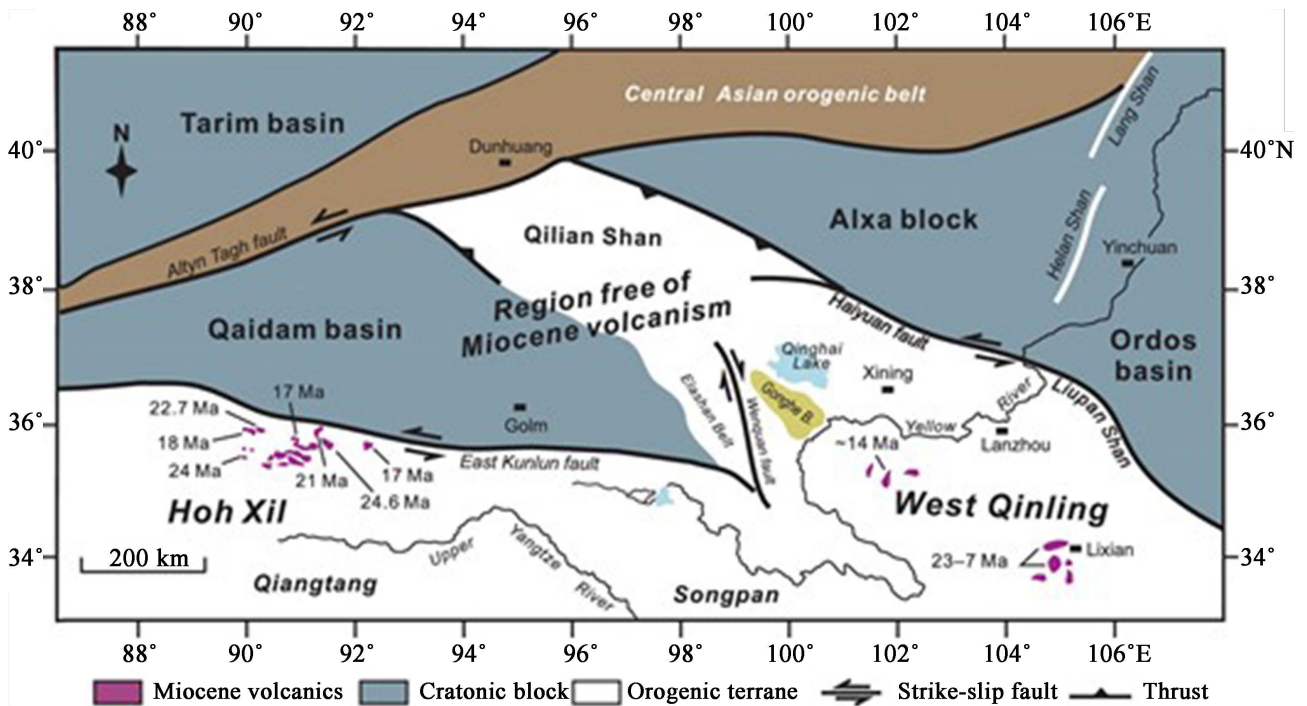 88° 90° 92° 94° 96° 98° 100° 102° 104° 106°E
Central Asian orogenic belt
Lang Shan
Tarim basin
N
40°
Dunhuang
40°N
Alxa block
Helan Shan
Qilian Shan
Yinchuan
Altyn Tagh fault
38°
Region free of
Miocene volcanism
38°
Haiyuan fault
Qaidam basin
Ordos
basin
Qinghai
Lake
Xining
Gonghe B.
Elashan Belt
Wenquan fault
River
Liupan Shan
17 Ma
22.7 Ma
36°
Golm
Yellow
36°
18 Ma
~14 Ma
Lanzhou
24 Ma
21 Ma
17 Ma
East Kunlun fault
24.6 Ma
Hoh Xil
West Qinling
34°
200 km
Upper
Yangtze
River
23–7 Ma
Lixian
34°
Qiangtang
Songpan
88° 90° 92° 94° 96° 98° 100° 102° 104° 106°E
Miocene volcanics Cratonic block Orogenic terrane Strike-slip fault Thrust